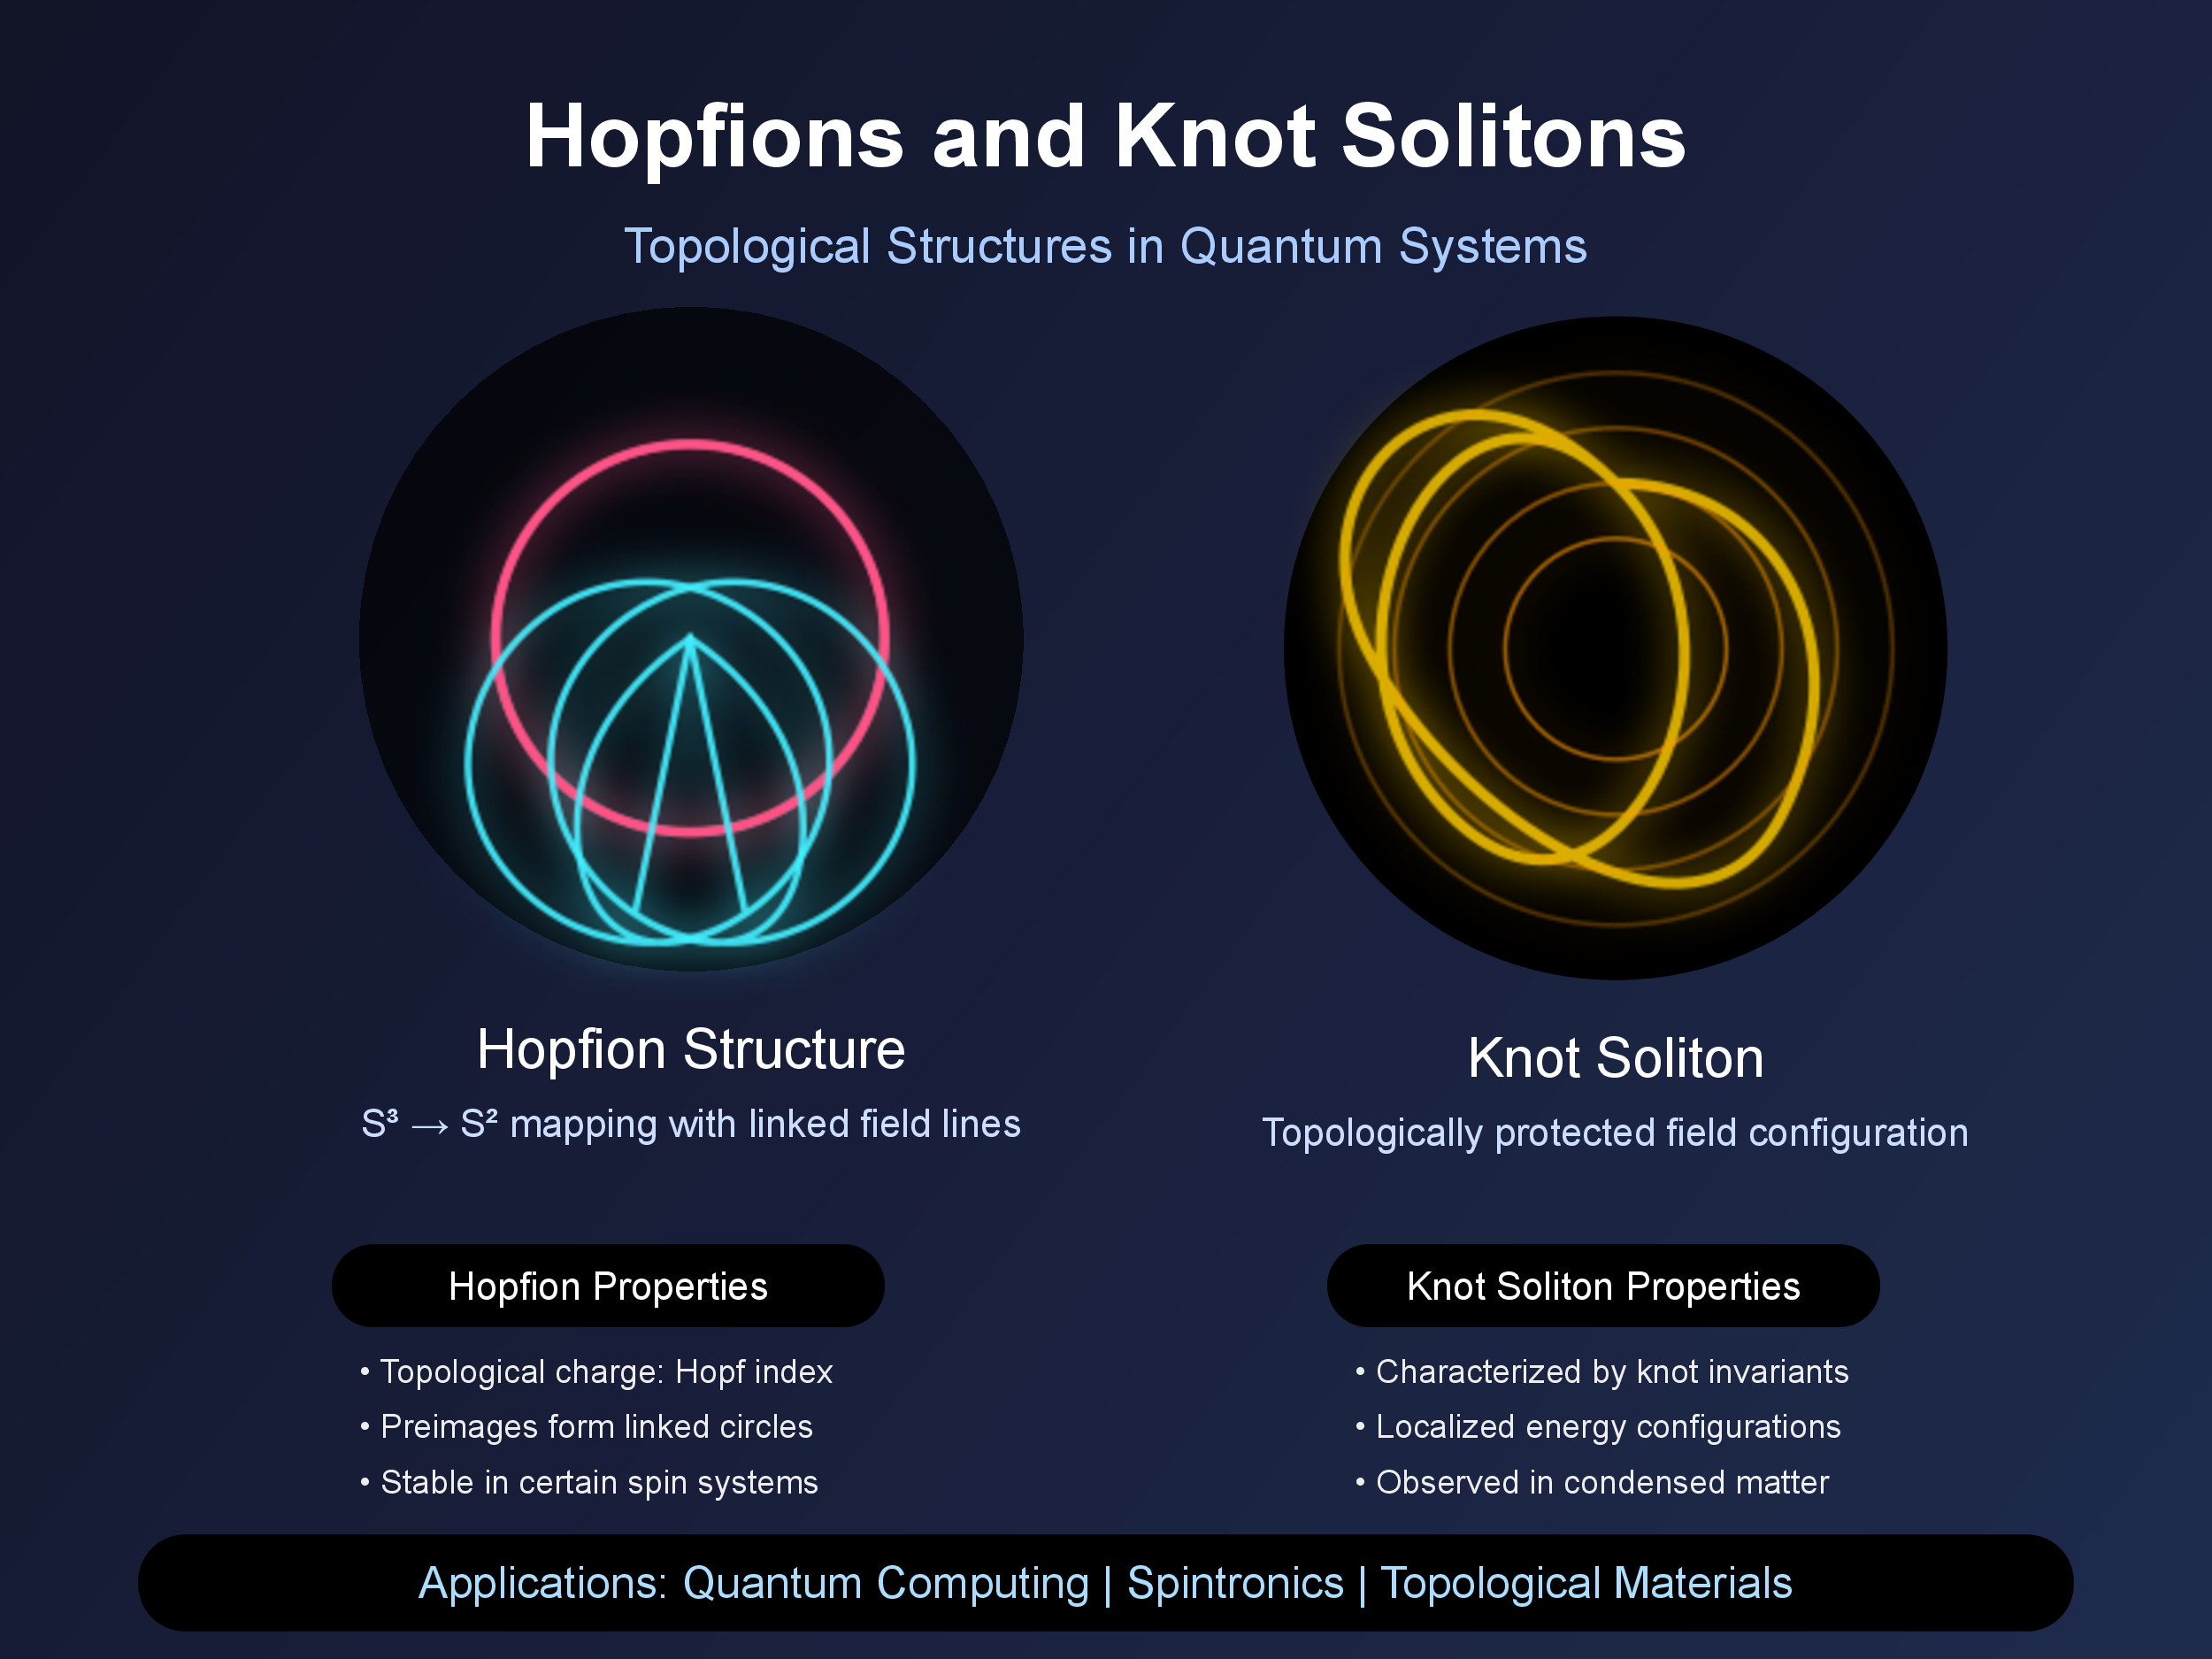 Hopfions and Knot Solitons
Topological Structures in Quantum Systems
Hopfion Structure
S³ → S² mapping with linked field lines
Knot Soliton
Topologically protected field configuration
Hopfion Properties
• Topological charge: Hopf index
• Preimages form linked circles
• Stable in certain spin systems
Knot Soliton Properties
• Characterized by knot invariants
• Localized energy configurations
• Observed in condensed matter
Applications: Quantum Computing | Spintronics | Topological Materials